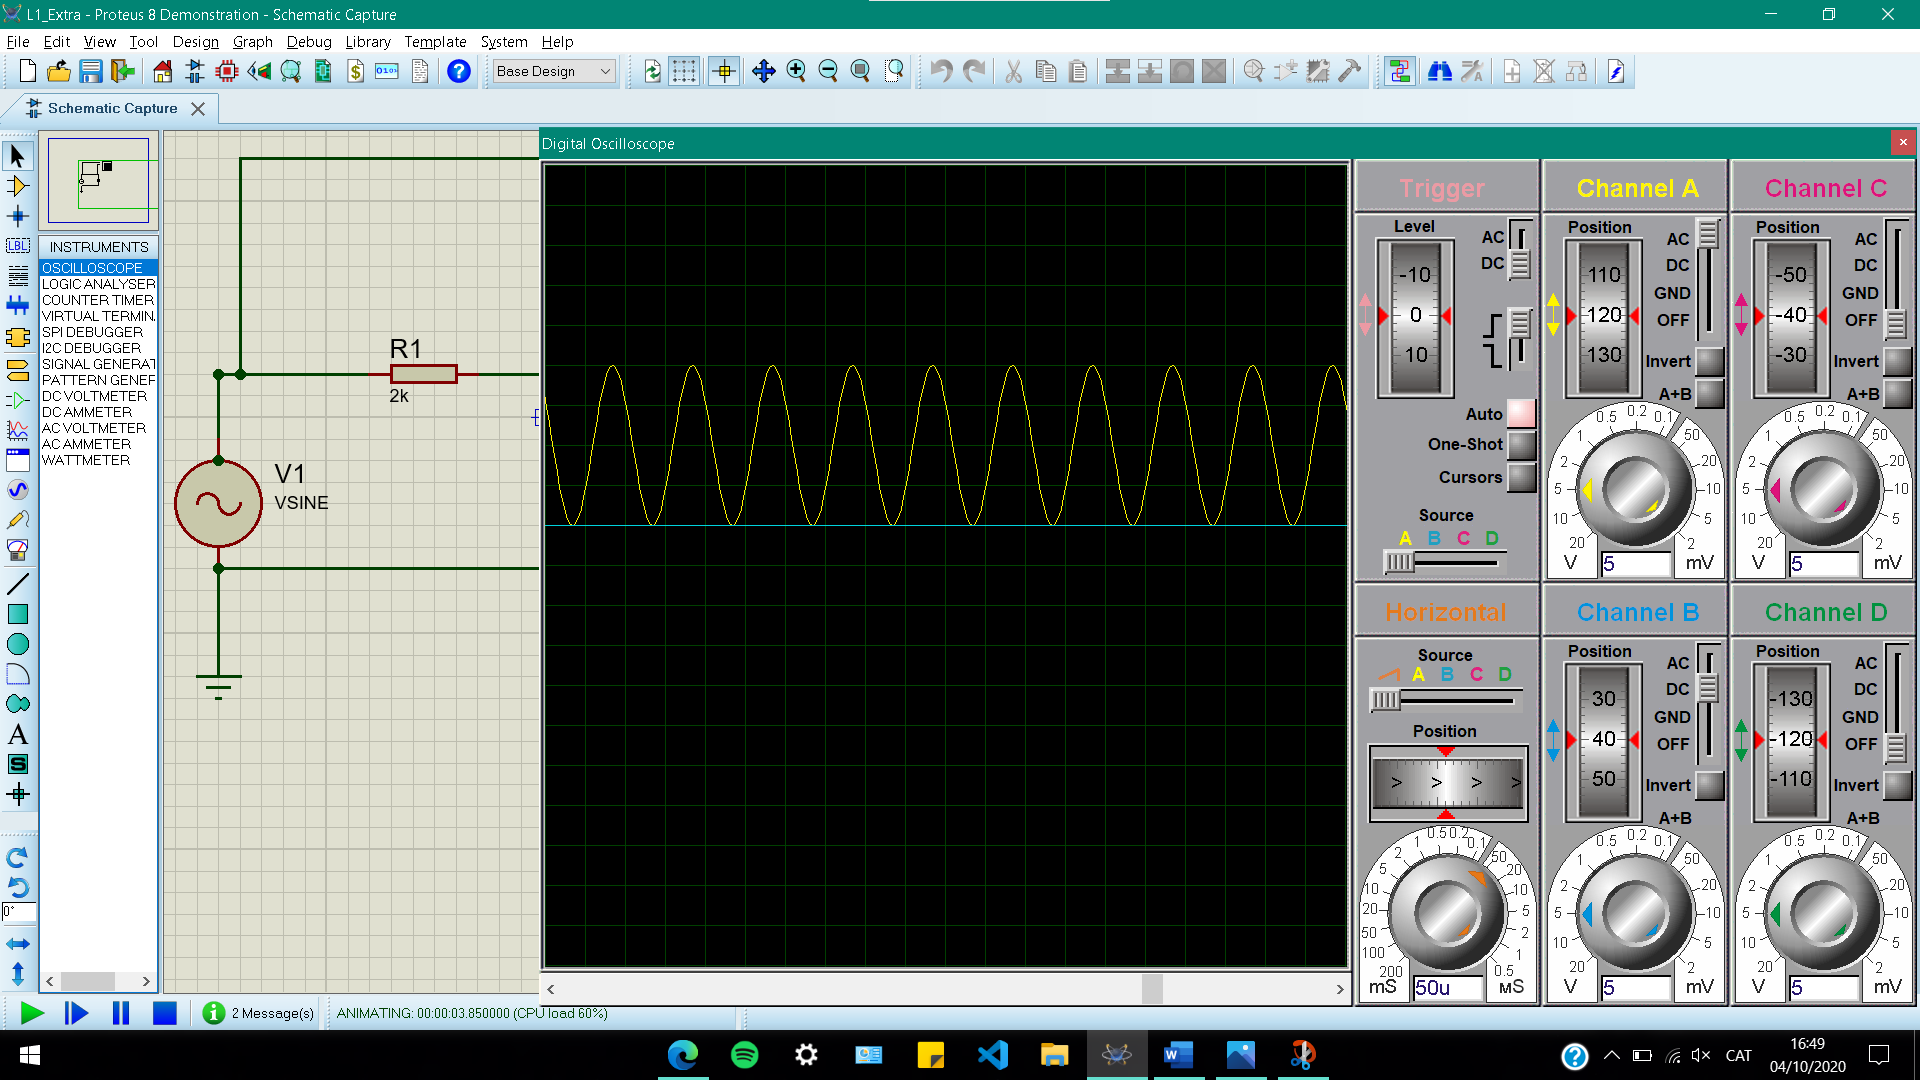 L1_Extra - Proteus 8 Demonstration - Schematic Capture
File Edit View Tool Design Graph Debug Library Template System Help
Base Design
Schematic Capture
INSTRUMENTS
OSCILLOSCOPE
LOGIC ANALYSER
COUNTER TIMER
VIRTUAL TERMIN
SPI DEBUGGER
I2C DEBUGGER
SIGNAL GENERAT
PATTERN GENER
DC VOLTMETER
DC AMMETER
AC VOLTMETER
AC AMMETER
WATTMETER
LBL
A
S
0°
R1
2k
V1
VSINE
Digital Oscilloscope
Trigger
Level
AC
DC
-10
0
10
Auto
One-Shot
Cursors
Source
A B C D
Channel A
Position
110
120
130
AC
DC
GND
OFF
Invert
A+B
0.5 0.2 0.1
1 50
2 20
5 10
10 5
20 2
V 5 mV
Channel C
Position
-50
-40
-30
AC
DC
GND
OFF
Invert
A+B
0.5 0.2 0.1
1 50
2 20
5 10
10 5
20 2
V 5 mV
Horizontal
Source
A B C D
Position
> > > >
0.5 0.2 0.1
1 50
2 20
5 10
10 5
20 2
50 1
100 0.5
200
mS 50u µS
Channel B
Position
30
40
50
AC
DC
GND
OFF
Invert
A+B
0.5 0.2 0.1
1 50
2 20
5 10
10 5
20 2
V 5 mV
Channel D
Position
-130
-120
-110
AC
DC
GND
OFF
Invert
A+B
0.5 0.2 0.1
1 50
2 20
5 10
10 5
20 2
V 5 mV
2 Message(s)
ANIMATING: 00:00:03.850000 (CPU load 60%)
CAT
16:49
04/10/2020